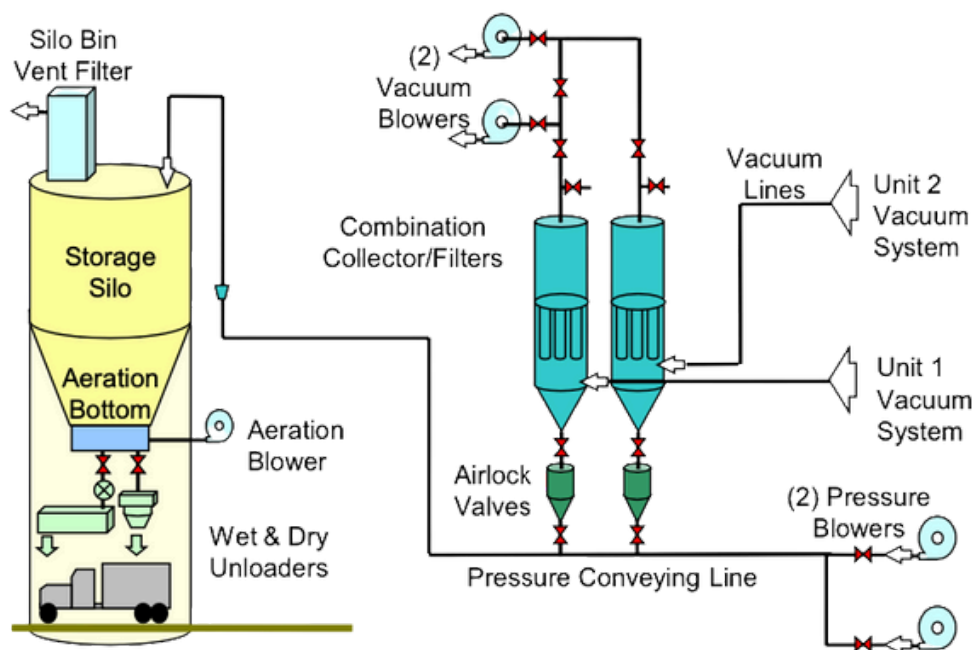 Silo Bin
Vent Filter
(2)
Vacuum
Blowers
Vacuum
Lines
Unit 2
Vacuum
System
Combination
Collector/Filters
Storage
Silo
Aeration
Bottom
Unit 1
Vacuum
System
Aeration
Blower
Airlock
Valves
(2) Pressure
Blowers
Wet & Dry
Unloaders
Pressure Conveying Line